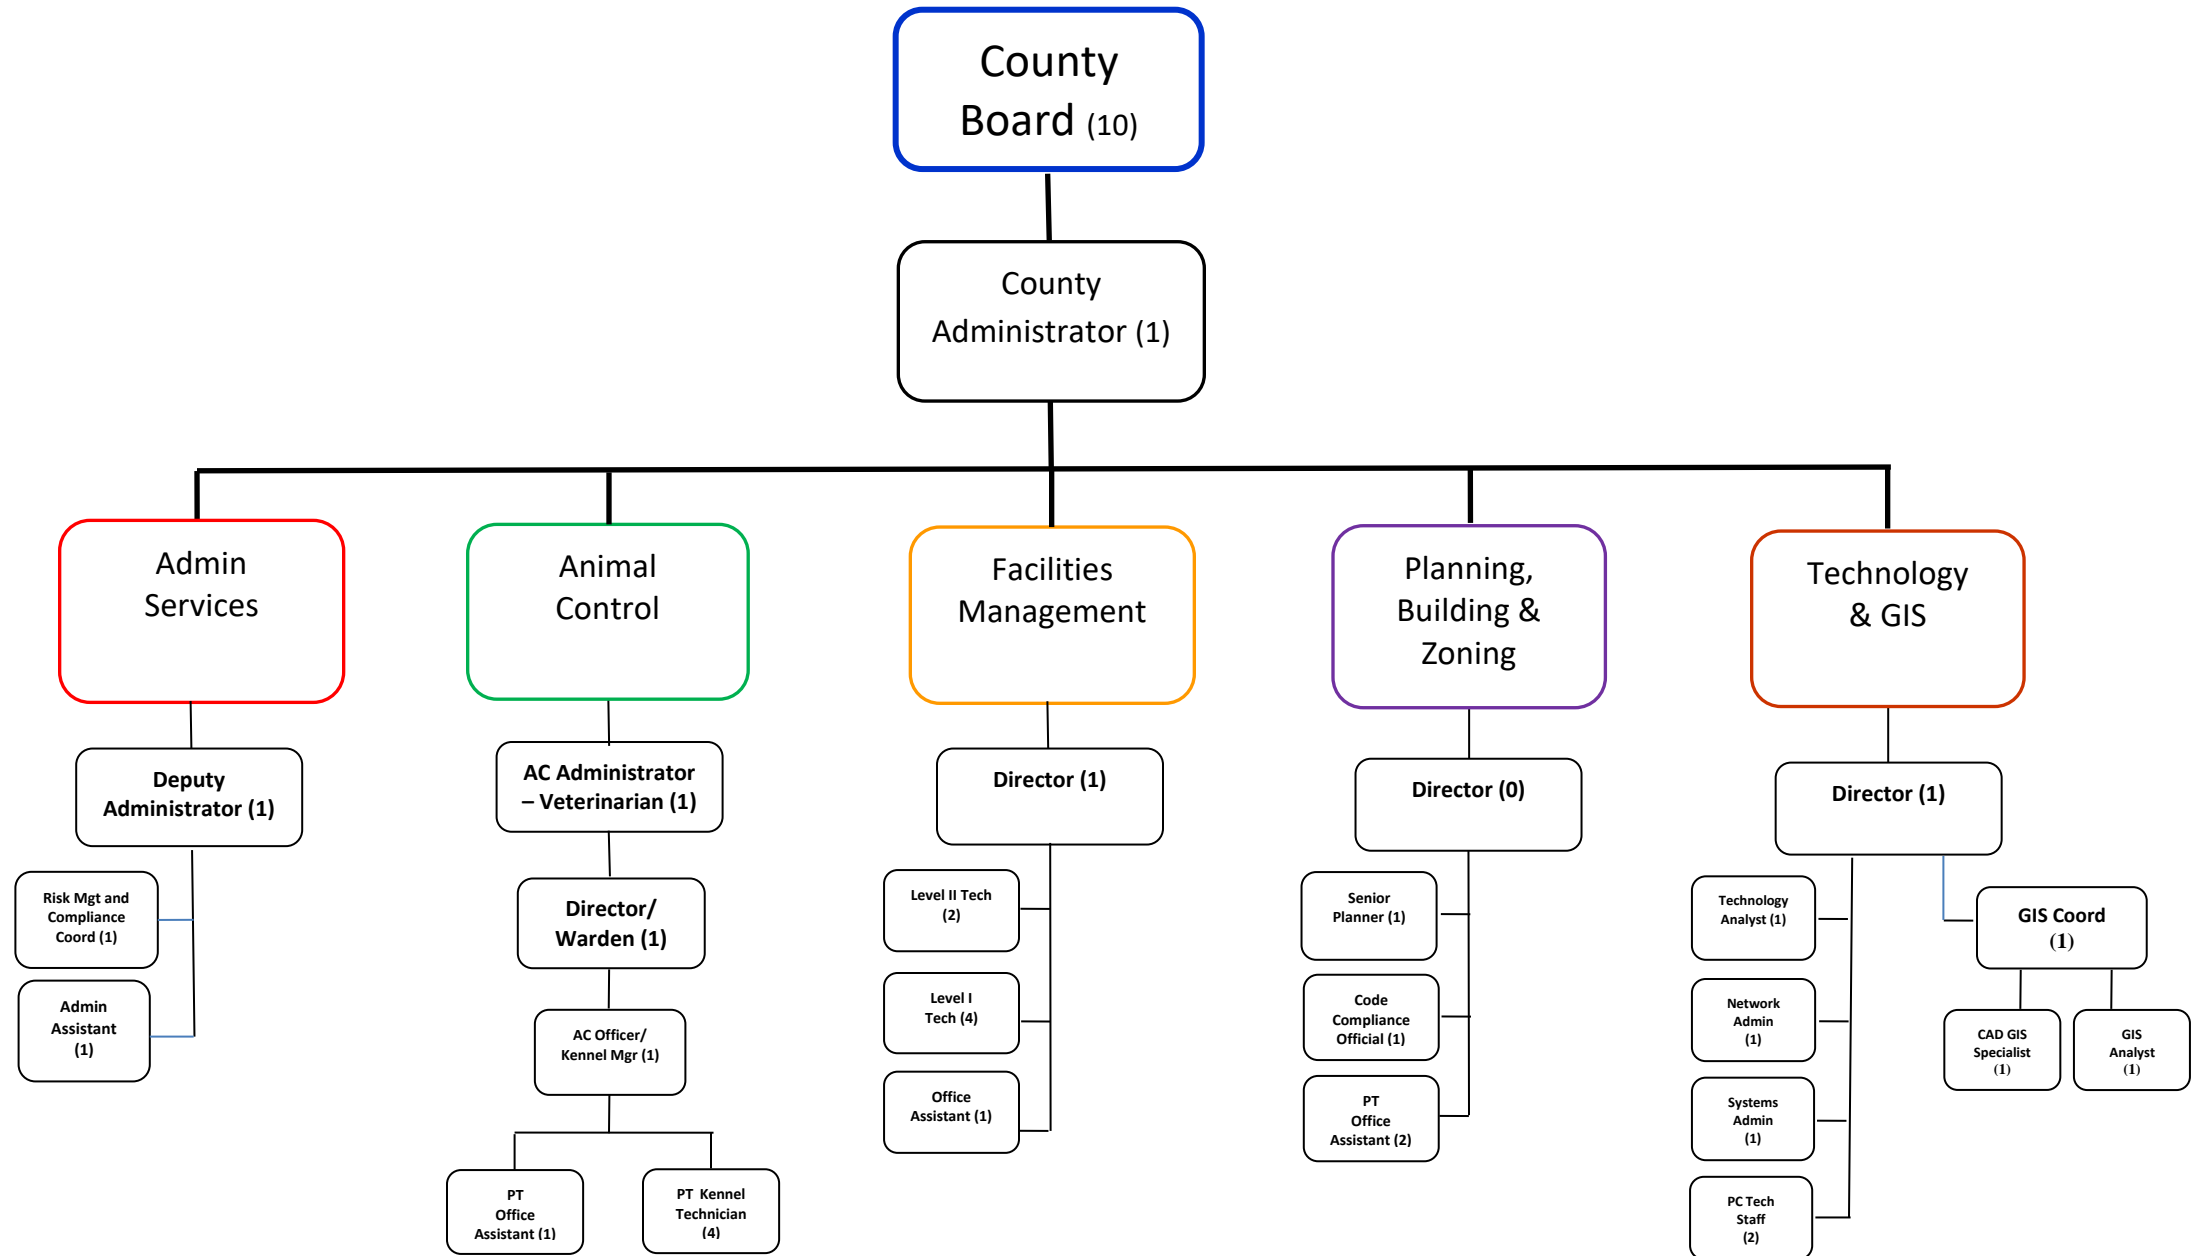 County
Board (10)
County
Administrator (1)
Admin
Services
Animal
Control
Facilities
Management
Planning,
Building &
Zoning
Technology
& GIS
Deputy
Administrator (1)
Risk Mgt and
Compliance
Coord (1)
Admin
Assistant
(1)
AC Administrator
– Veterinarian (1)
Director/
Warden (1)
AC Officer/
Kennel Mgr (1)
PT
Office
Assistant (1)
PT Kennel
Technician
(4)
Director (1)
Level II Tech
(2)
Level I
Tech (4)
Office
Assistant (1)
Director (0)
Senior
Planner (1)
Code
Compliance
Official (1)
PT
Office
Assistant (2)
Director (1)
Technology
Analyst (1)
Network
Admin
(1)
Systems
Admin
(1)
PC Tech
Staff
(2)
GIS Coord
(1)
CAD GIS
Specialist
(1)
GIS
Analyst
(1)